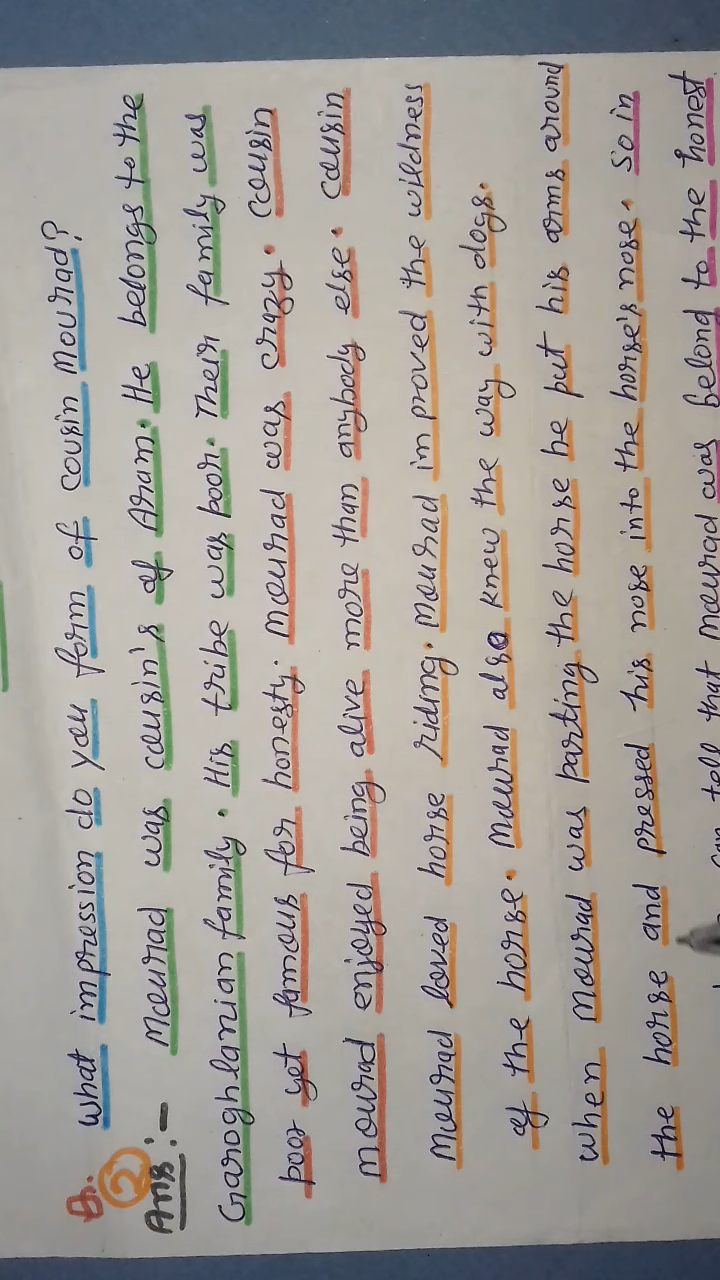 Q. What impression do you form of cousin Mourad?
② Ans:- Mourad was cousin's of Aram. He belongs to the
Garoghlanian family. His tribe was poor. Their family was
poor yet famous for honesty. Mourad was crazy. Cousin
Mourad enjoyed being alive more than anybody else. Cousin
Mourad loved horse riding. Mourad improved the wildness
of the horse. Mourad also knew the way with dogs.
When Mourad was parting the horse he put his arms around
the horse and pressed his nose into the horse's nose. So in
can tell that Mourad was belong to the honest